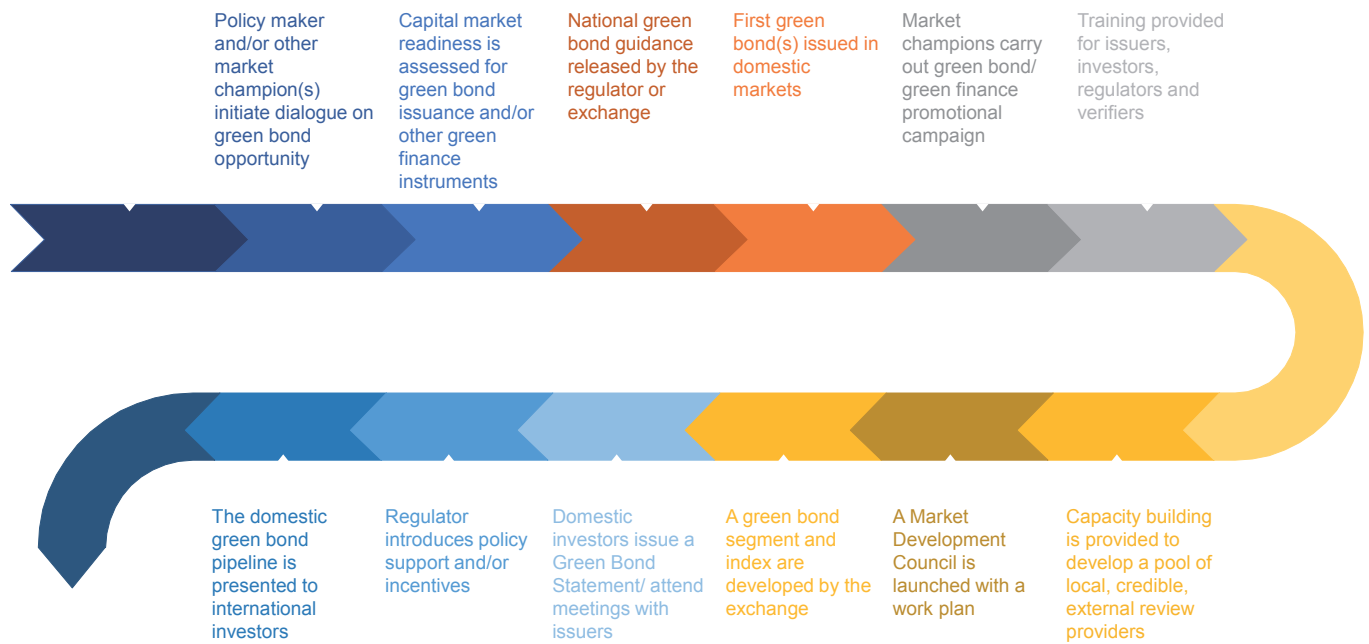 Policy maker
and/or other
market
champion(s)
initiate dialogue on
green bond
opportunity
Capital market
readiness is
assessed for
green bond
issuance and/or
other green
finance
instruments
National green
bond guidance
released by the
regulator or
exchange
First green
bond(s) issued in
domestic
markets
Market
champions carry
out green bond/
green finance
promotional
campaign
Training provided
for issuers,
investors,
regulators and
verifiers
The domestic
green bond
pipeline is
presented to
international
investors
Regulator
introduces policy
support and/or
incentives
Domestic
investors issue a
Green Bond
Statement/ attend
meetings with
issuers
A green bond
segment and
index are
developed by the
exchange
A Market
Development
Council is
launched with a
work plan
Capacity building
is provided to
develop a pool of
local, credible,
external review
providers